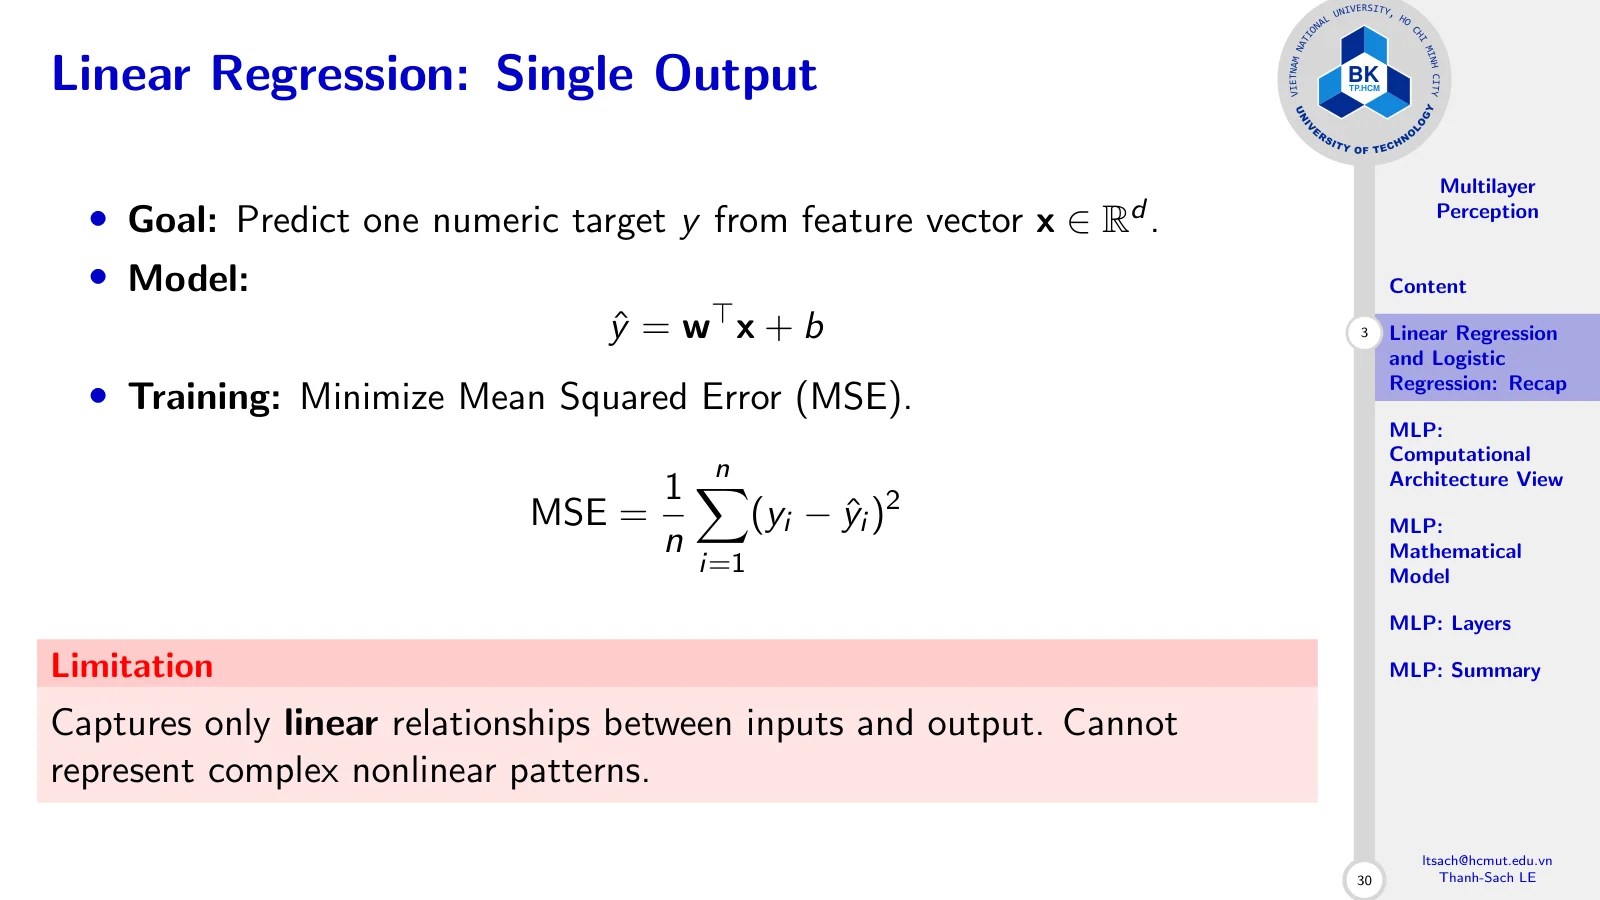 Linear Regression: Single Output
• Goal: Predict one numeric target y from feature vector x ∈ ℝᵈ.
• Model:
ŷ = w⊤x + b
• Training: Minimize Mean Squared Error (MSE).
MSE = 1/n ∑ᵢ₌₁ⁿ (yᵢ − ŷᵢ)²
Limitation
Captures only linear relationships between inputs and output. Cannot
represent complex nonlinear patterns.
VIETNAM NATIONAL UNIVERSITY, HO CHI MINH CITY
BK
TP.HCM
UNIVERSITY OF TECHNOLOGY
Multilayer
Perception
Content
3
Linear Regression
and Logistic
Regression: Recap
MLP:
Computational
Architecture View
MLP:
Mathematical
Model
MLP: Layers
MLP: Summary
ltsach@hcmut.edu.vn
Thanh-Sach LE
30